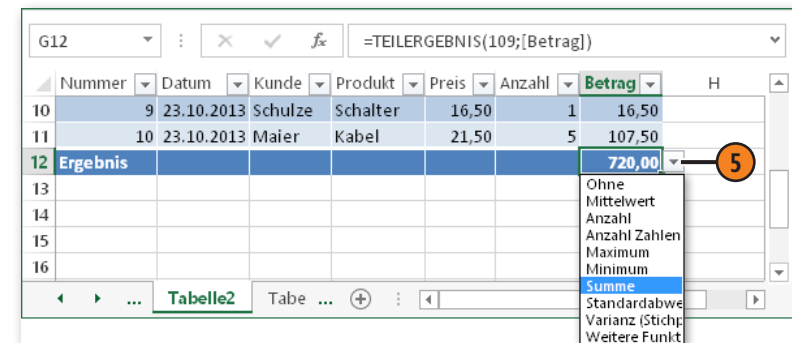 G12 fx =TEILERGEBNIS(109;[Betrag])
Nummer Datum Kunde Produkt Preis Anzahl Betrag H
10 9 23.10.2013 Schulze Schalter 16,50 1 16,50
11 10 23.10.2013 Maier Kabel 21,50 5 107,50
12 Ergebnis 720,00 5
13
14
15
16
Ohne
Mittelwert
Anzahl
Anzahl Zahlen
Maximum
Minimum
Summe
Standardabwe
Varianz (Stichp
Weitere Funkt
... Tabelle2 Tabe ...